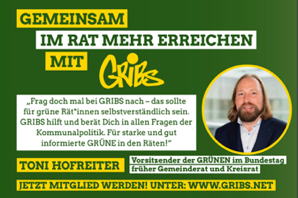 GEMEINSAM
IM RAT MEHR ERREICHEN
MIT GRIBS
„Frag doch mal bei GRIBS nach – das sollte
für grüne Rät*innen selbstverständlich sein.
GRIBS hilft und berät Dich in allen Fragen der
Kommunalpolitik. Für starke und gut
informierte GRÜNE in den Räten!“
TONI HOFREITER
Vorsitzender der GRÜNEN im Bundestag
früher Gemeinderat und Kreisrat
JETZT MITGLIED WERDEN! UNTER: WWW.GRIBS.NET